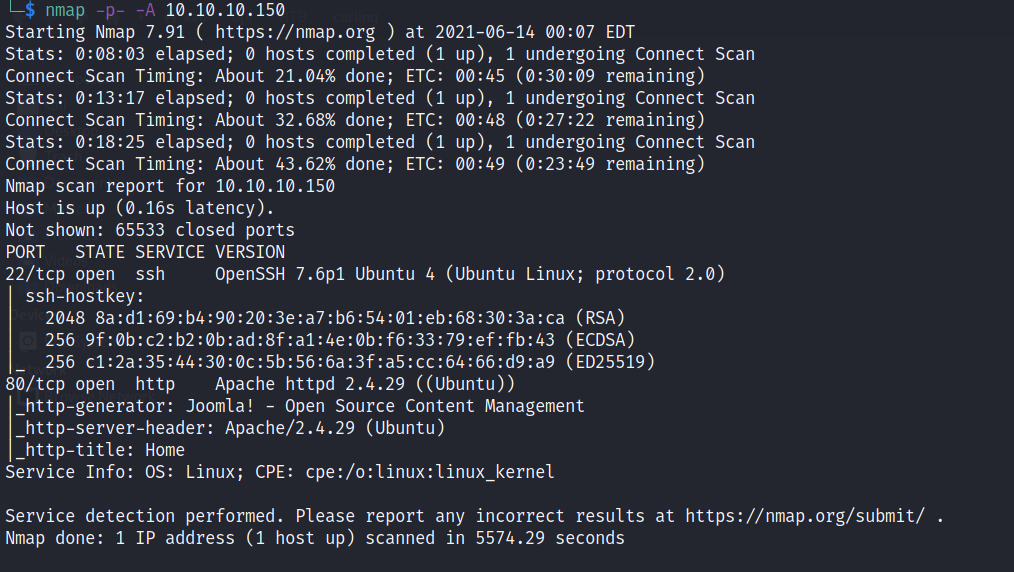 └─$ nmap -p- -A 10.10.10.150
Starting Nmap 7.91 ( https://nmap.org ) at 2021-06-14 00:07 EDT
Stats: 0:08:03 elapsed; 0 hosts completed (1 up), 1 undergoing Connect Scan
Connect Scan Timing: About 21.04% done; ETC: 00:45 (0:30:09 remaining)
Stats: 0:13:17 elapsed; 0 hosts completed (1 up), 1 undergoing Connect Scan
Connect Scan Timing: About 32.68% done; ETC: 00:48 (0:27:22 remaining)
Stats: 0:18:25 elapsed; 0 hosts completed (1 up), 1 undergoing Connect Scan
Connect Scan Timing: About 43.62% done; ETC: 00:49 (0:23:49 remaining)
Nmap scan report for 10.10.10.150
Host is up (0.16s latency).
Not shown: 65533 closed ports
PORT   STATE SERVICE VERSION
22/tcp open  ssh     OpenSSH 7.6p1 Ubuntu 4 (Ubuntu Linux; protocol 2.0)
| ssh-hostkey:
|   2048 8a:d1:69:b4:90:20:3e:a7:b6:54:01:eb:68:30:3a:ca (RSA)
|   256 9f:0b:c2:b2:0b:ad:8f:a1:4e:0b:f6:33:79:ef:fb:43 (ECDSA)
|_  256 c1:2a:35:44:30:0c:5b:56:6a:3f:a5:cc:64:66:d9:a9 (ED25519)
80/tcp open  http    Apache httpd 2.4.29 ((Ubuntu))
|_http-generator: Joomla! - Open Source Content Management
|_http-server-header: Apache/2.4.29 (Ubuntu)
|_http-title: Home
Service Info: OS: Linux; CPE: cpe:/o:linux:linux_kernel
Service detection performed. Please report any incorrect results at https://nmap.org/submit/ .
Nmap done: 1 IP address (1 host up) scanned in 5574.29 seconds